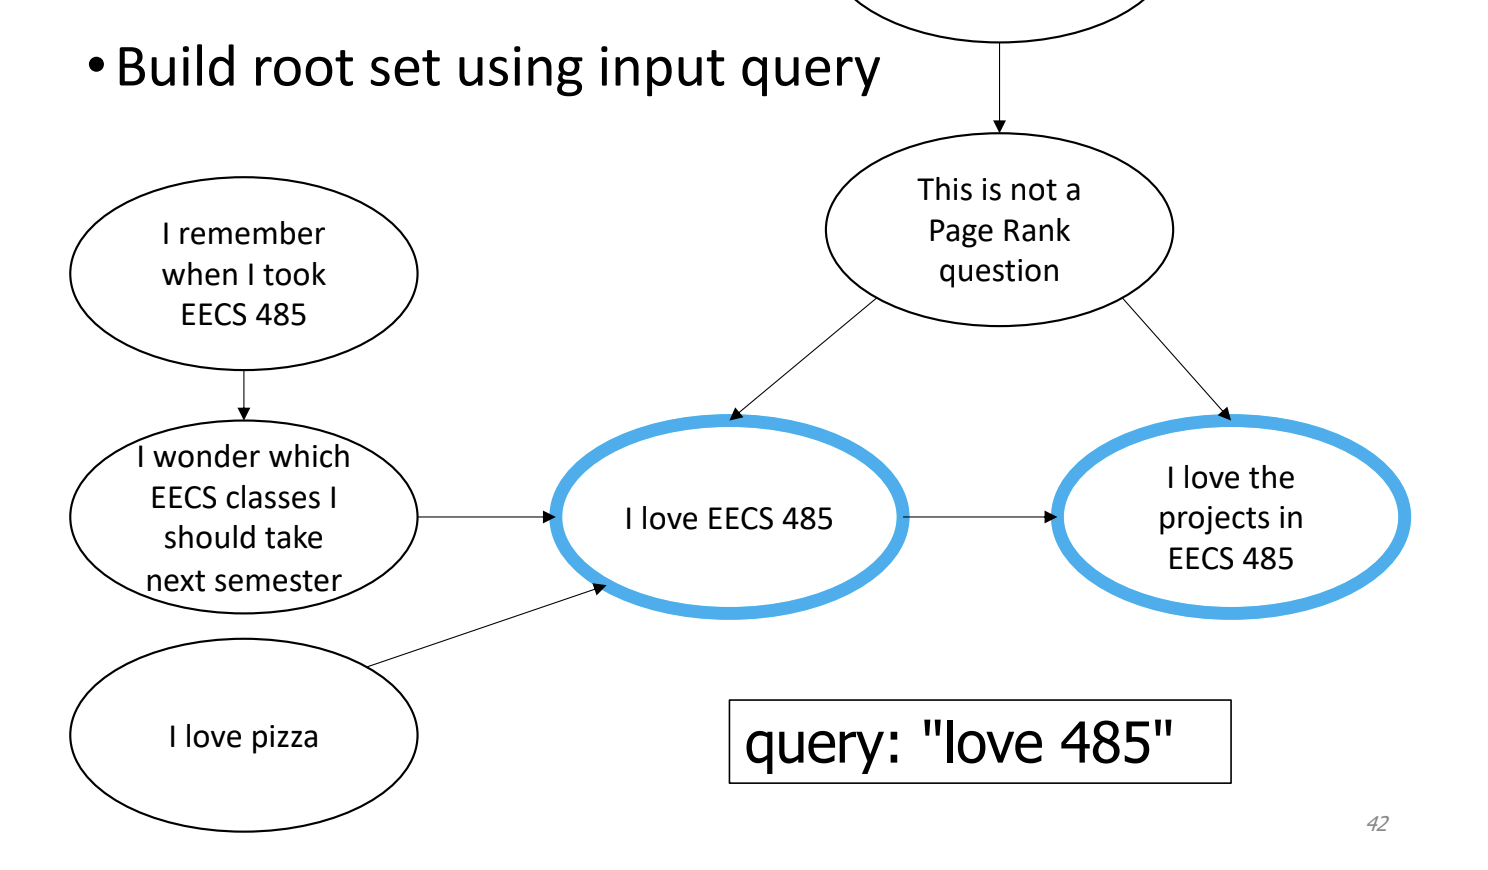 • Build root set using input query
This is not a
Page Rank
question
I remember
when I took
EECS 485
I wonder which
EECS classes I
should take
next semester
I love EECS 485
I love the
projects in
EECS 485
I love pizza
query: "love 485"
42